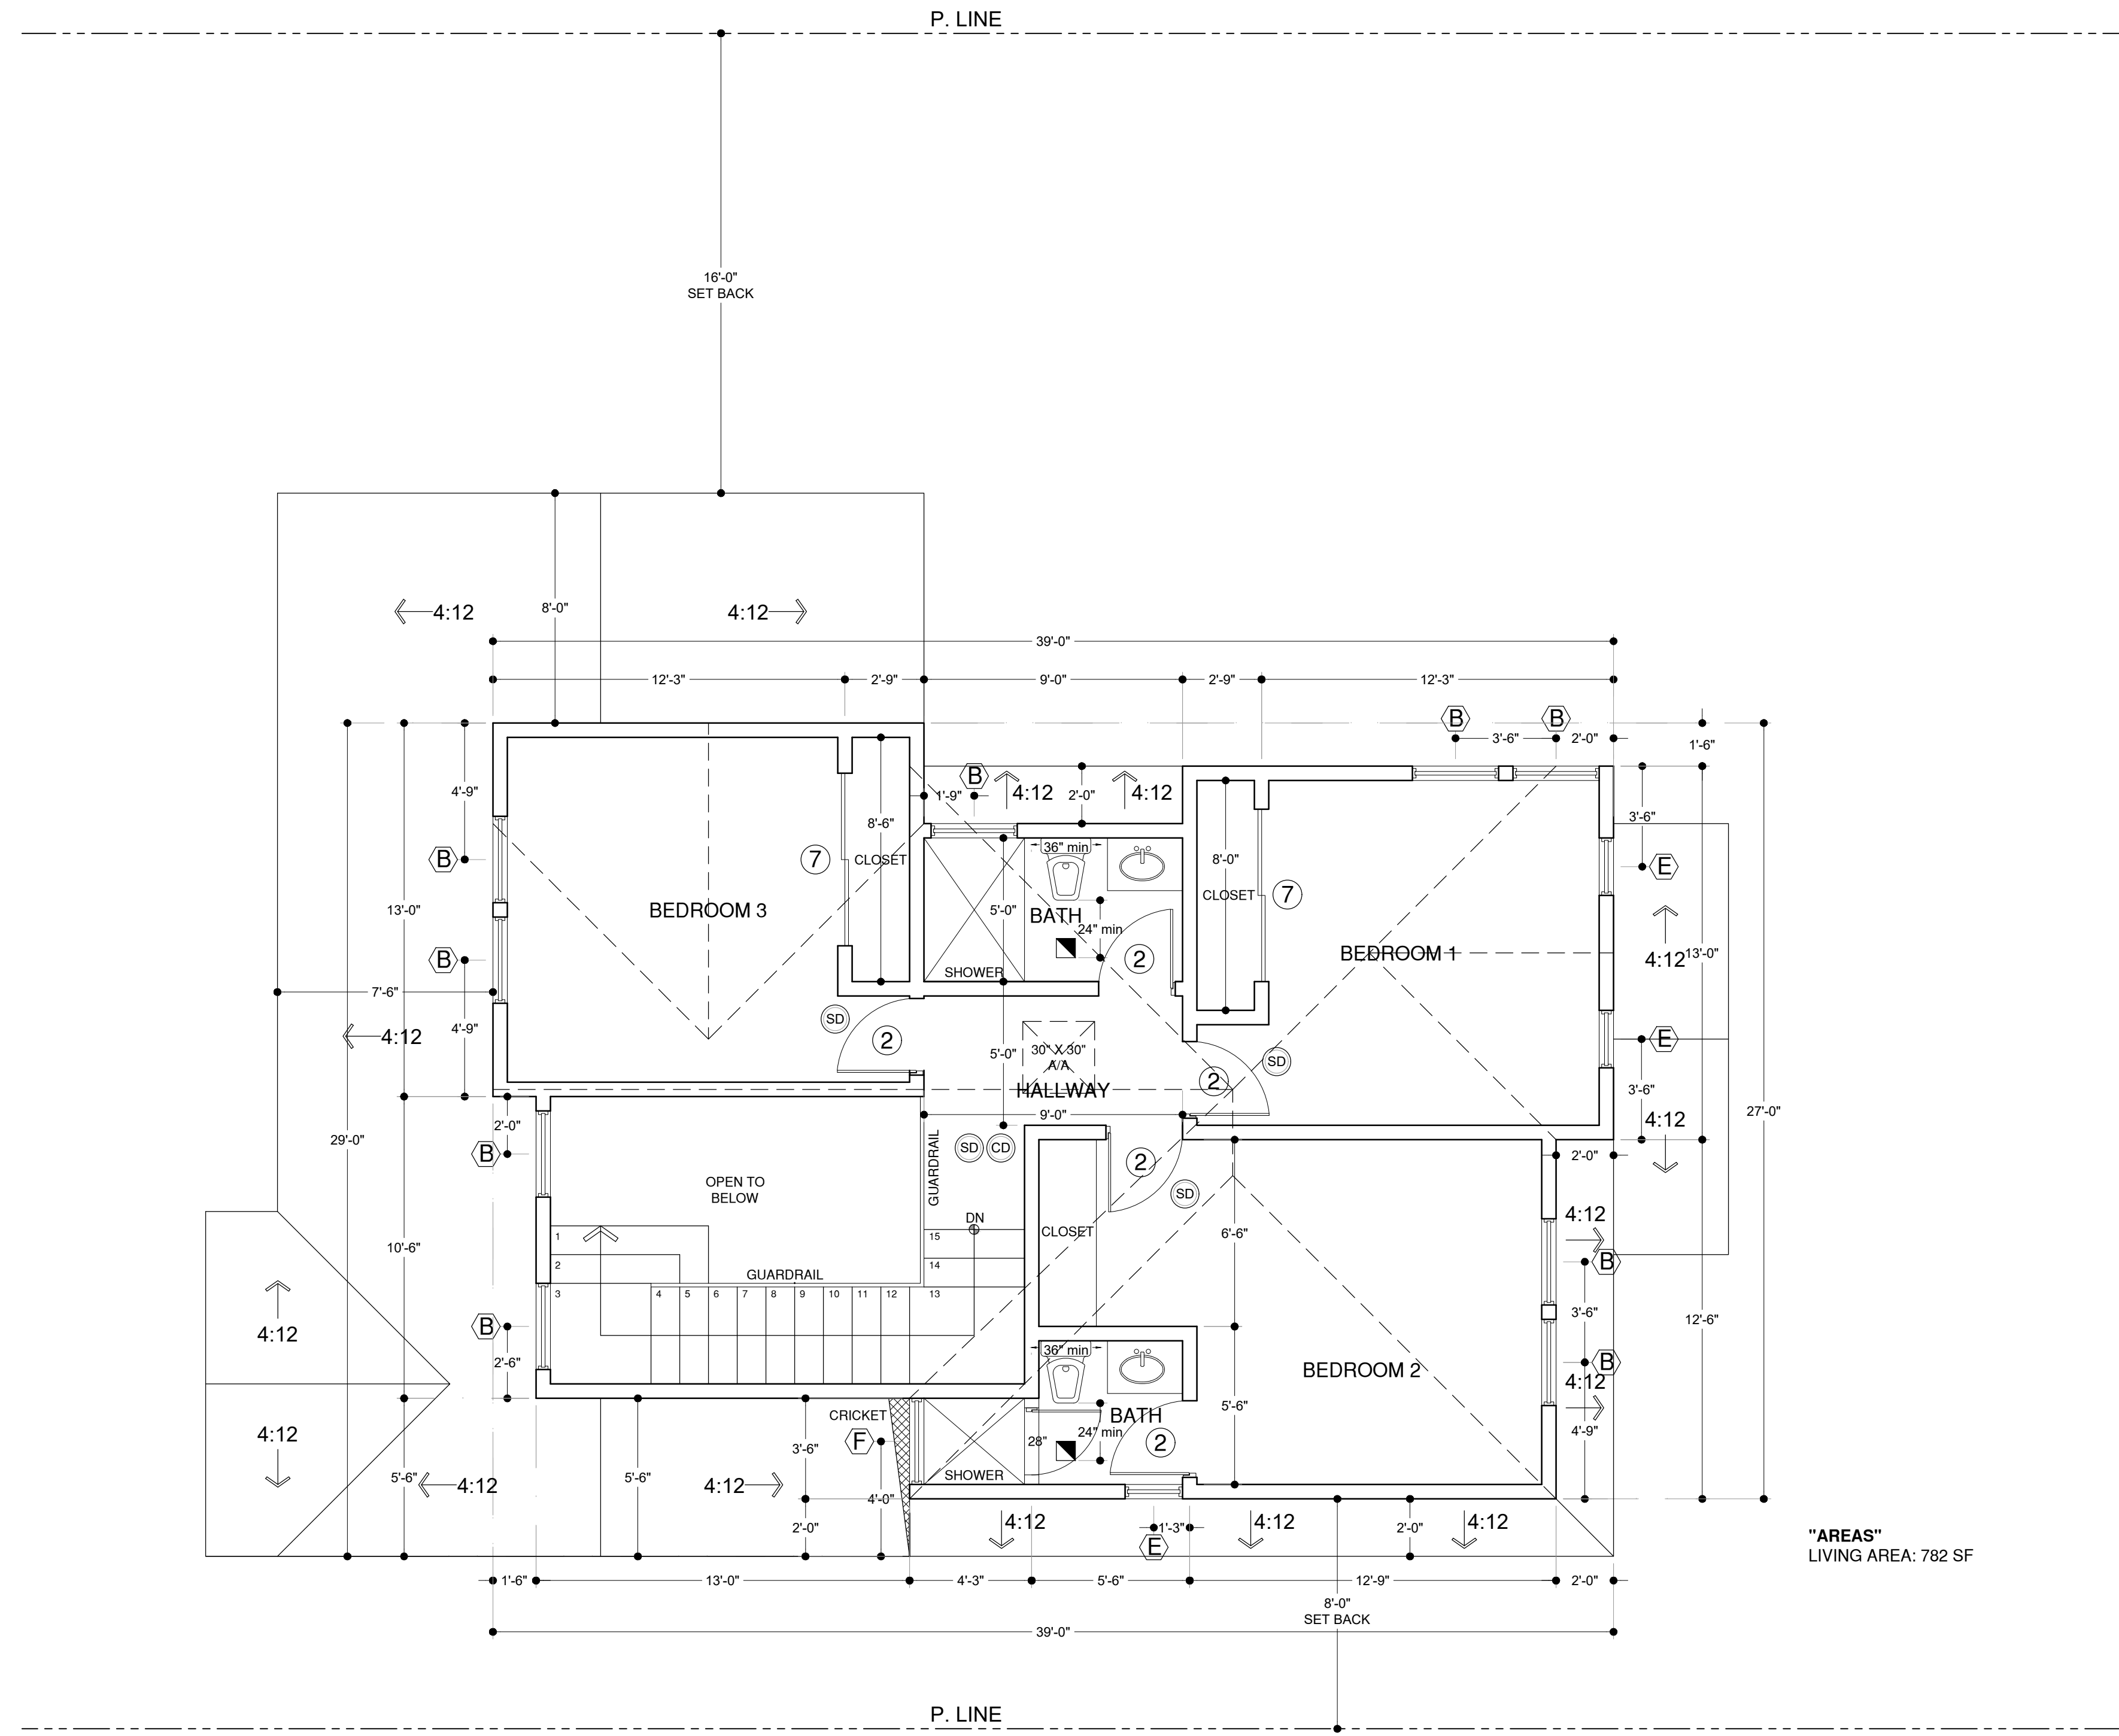 P. LINE
16'-0"
SET BACK
4:12
8'-0"
4:12
39'-0"
12'-3"
2'-9"
9'-0"
2'-9"
12'-3"
B
B
3'-6"
2'-0"
1'-6"
4'-9"
B
1'-9"
4:12
2'-0"
4:12
3'-6"
8'-6"
36" min
B
7
CLOSET
8'-0"
E
CLOSET
7
13'-0"
BEDROOM 3
5'-0"
BATH
24" min
BEDROOM 1
4:12
13'-0"
B
2
SHOWER
7'-6"
SD
4'-9"
4:12
2
5'-0"
30" X 30"
A/A
SD
E
HALLWAY
2
3'-6"
9'-0"
2'-0"
27'-0"
4:12
29'-0"
B
GUARDRAIL
SD
CD
2
2'-0"
OPEN TO
BELOW
SD
DN
4:12
1
15
CLOSET
6'-6"
10'-6"
2
14
B
GUARDRAIL
3
4
5
6
7
8
9
10
11
12
13
3'-6"
4:12
B
12'-6"
2'-6"
36" min
BEDROOM 2
B
4:12
5'-6"
CRICKET
BATH
4:12
F
3'-6"
28"
24" min
2
4'-9"
5'-6"
4:12
5'-6"
4:12
SHOWER
4'-0"
2'-0"
4:12
1'-3"
4:12
2'-0"
4:12
E
"AREAS"
LIVING AREA: 782 SF
1'-6"
13'-0"
4'-3"
5'-6"
12'-9"
2'-0"
8'-0"
SET BACK
39'-0"
P. LINE